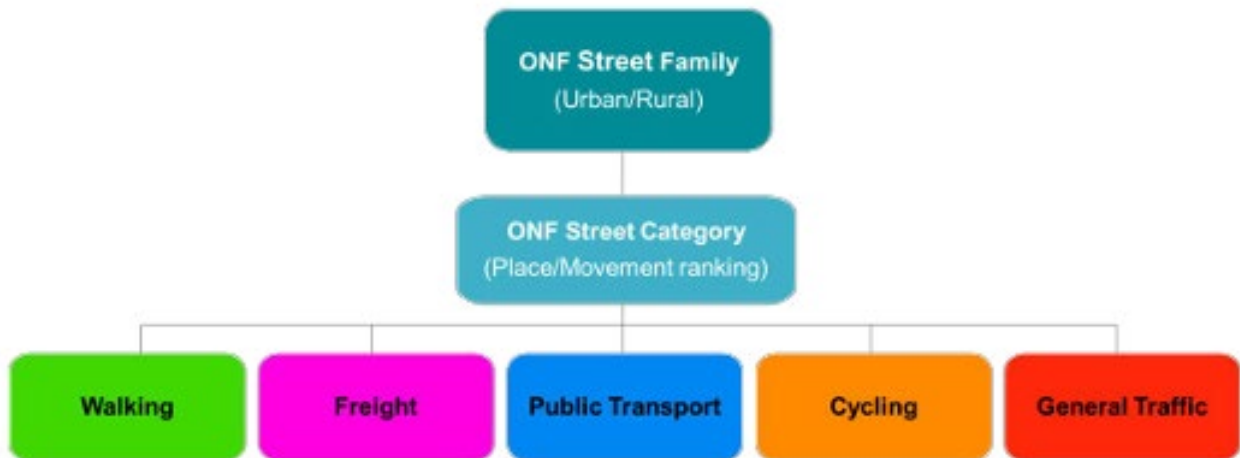 ONF Street Family
(Urban/Rural)
ONF Street Category
(Place/Movement ranking)
Walking
Freight
Public Transport
Cycling
General Traffic